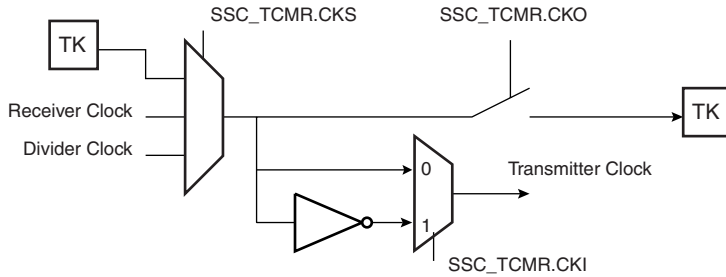 SSC_TCMR.CKS
SSC_TCMR.CKO
TK
Receiver Clock
TK
Divider Clock
0
Transmitter Clock
1
SSC_TCMR.CKI